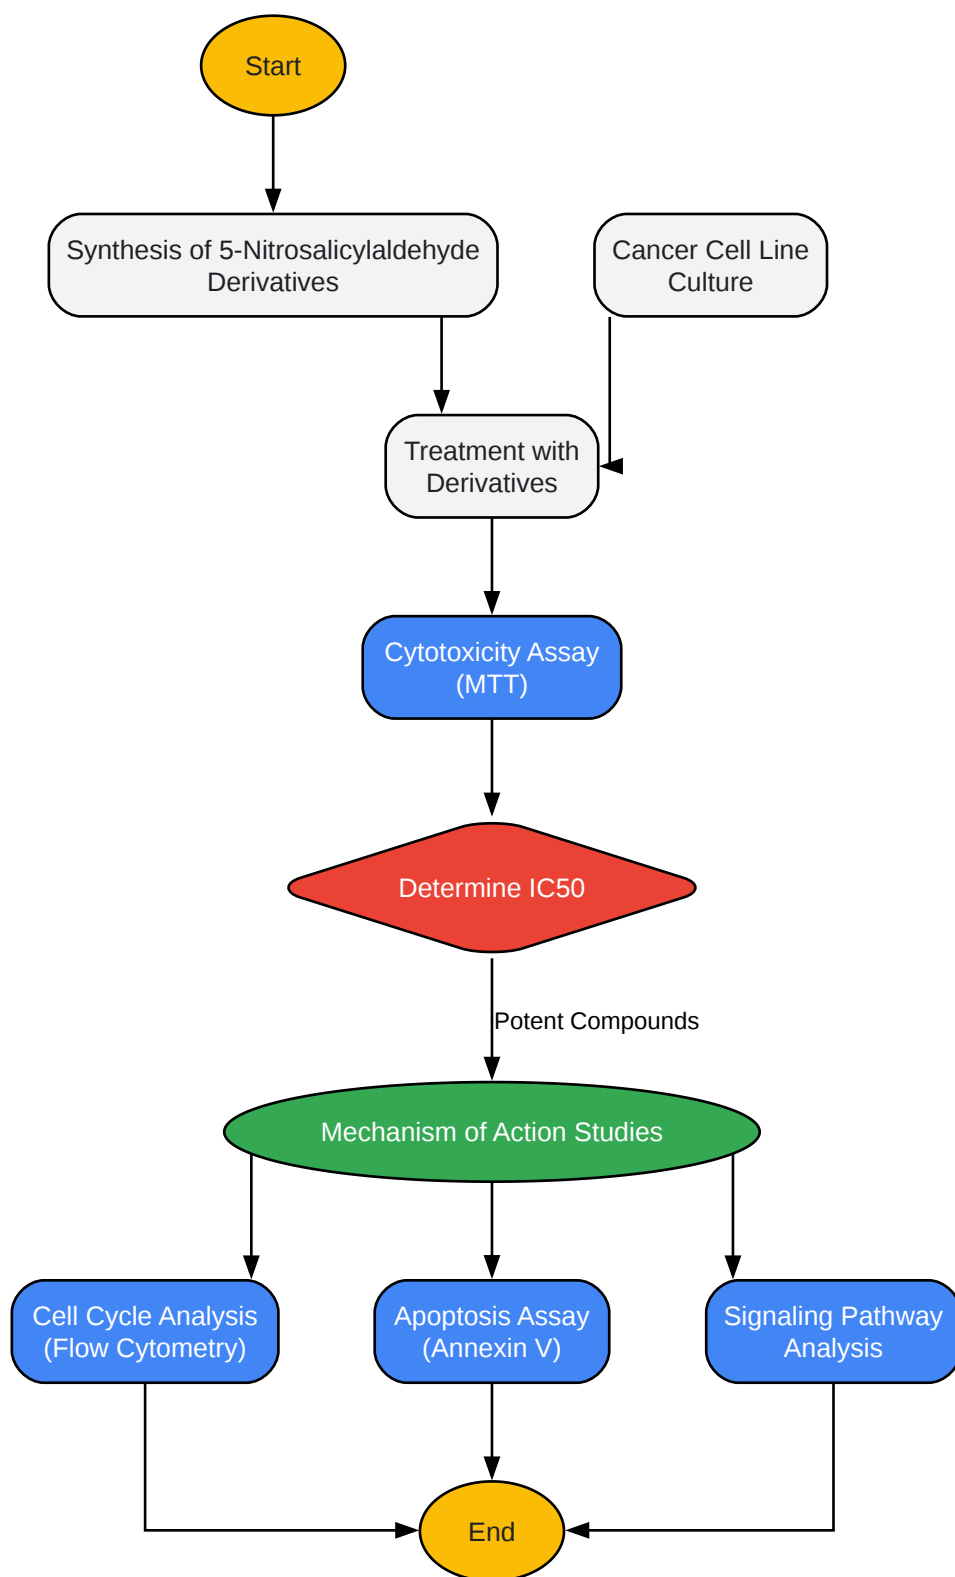 Start
Synthesis of 5-Nitrosalicylaldehyde
Derivatives
Cancer Cell Line
Culture
Treatment with
Derivatives
Cytotoxicity Assay
(MTT)
Determine IC50
Potent Compounds
Mechanism of Action Studies
Cell Cycle Analysis
(Flow Cytometry)
Apoptosis Assay
(Annexin V)
Signaling Pathway
Analysis
End